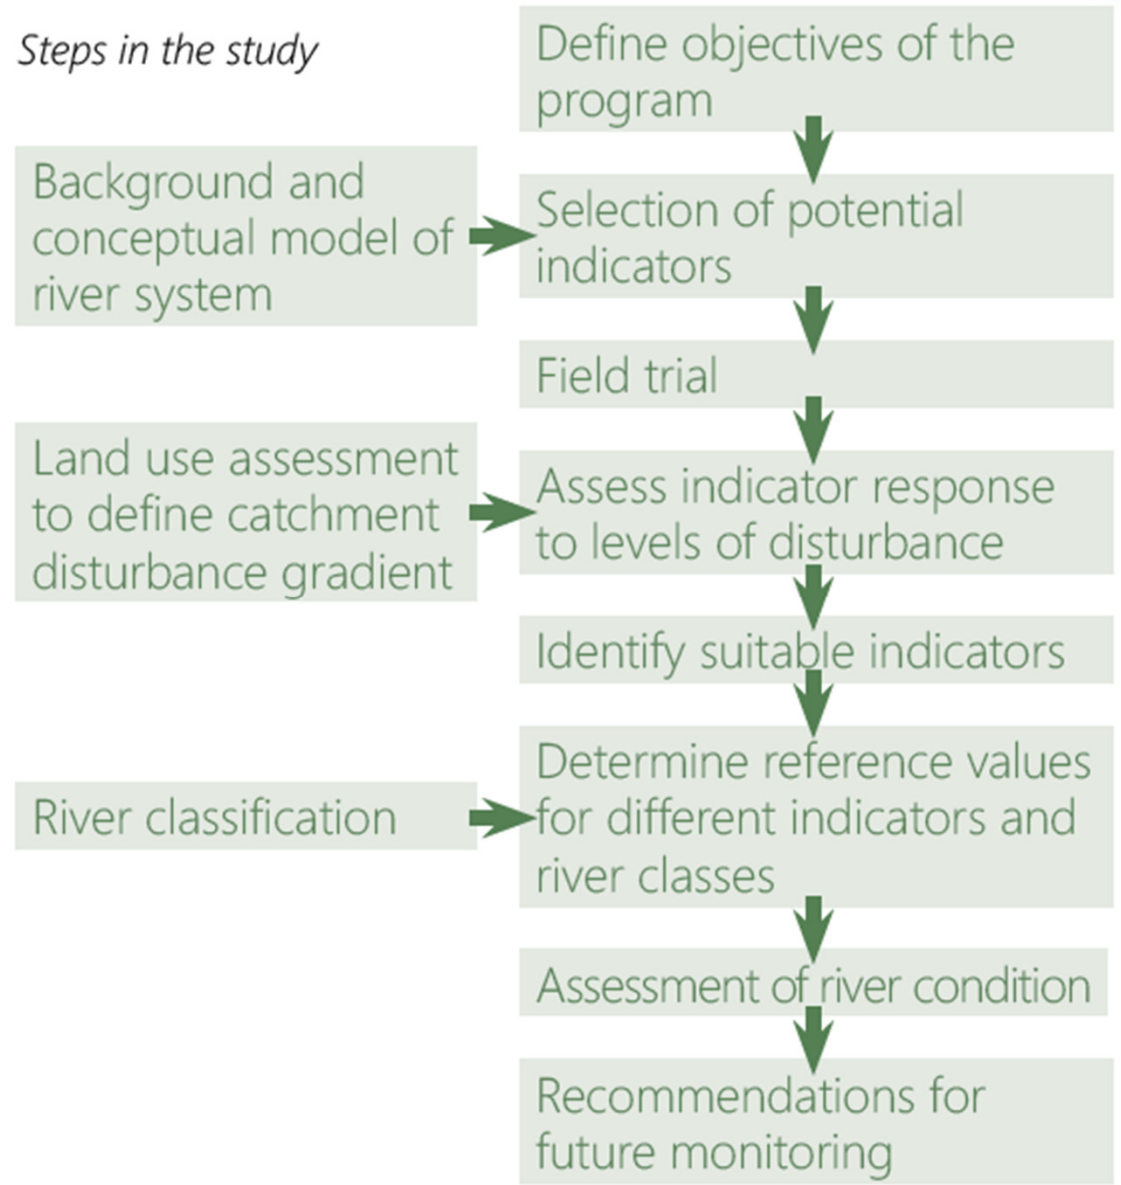 Steps in the study
Define objectives of the
program
Background and
conceptual model of
river system
Selection of potential
indicators
Field trial
Land use assessment
to define catchment
disturbance gradient
Assess indicator response
to levels of disturbance
Identify suitable indicators
River classification
Determine reference values
for different indicators and
river classes
Assessment of river condition
Recommendations for
future monitoring